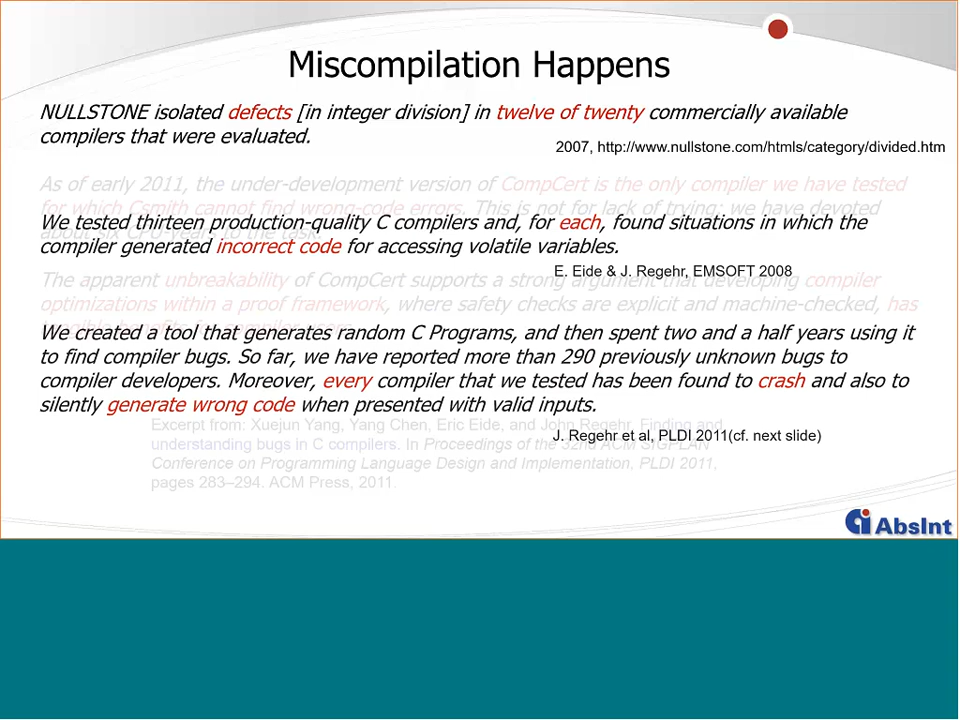 Miscompilation Happens
NULLSTONE isolated defects [in integer division] in twelve of twenty commercially available
compilers that were evaluated.
2007, http://www.nullstone.com/htmls/category/divided.htm
As of early 2011, the under-development version of CompCert is the only compiler we have tested
for which Csmith cannot find wrong-code errors. This is not for lack of trying: we have devoted
We tested thirteen production-quality C compilers and, for each, found situations in which the
about six CPU-years to the task.
compiler generated incorrect code for accessing volatile variables.
E. Eide & J. Regehr, EMSOFT 2008
The apparent unbreakability of CompCert supports a strong argument that developing compiler
optimizations within a proof framework, where safety checks are explicit and machine-checked, has
We created a tool that generates random C Programs, and then spent two and a half years using it
to find compiler bugs. So far, we have reported more than 290 previously unknown bugs to
compiler developers. Moreover, every compiler that we tested has been found to crash and also to
silently generate wrong code when presented with valid inputs.
Excerpt from: Xuejun Yang, Yang Chen, Eric Eide, and John Regehr. Finding and
J. Regehr et al, PLDI 2011(cf. next slide)
understanding bugs in C compilers. In Proceedings of the 32nd ACM SIGPLAN
Conference on Programming Language Design and Implementation, PLDI 2011,
pages 283–294. ACM Press, 2011.
AbsInt